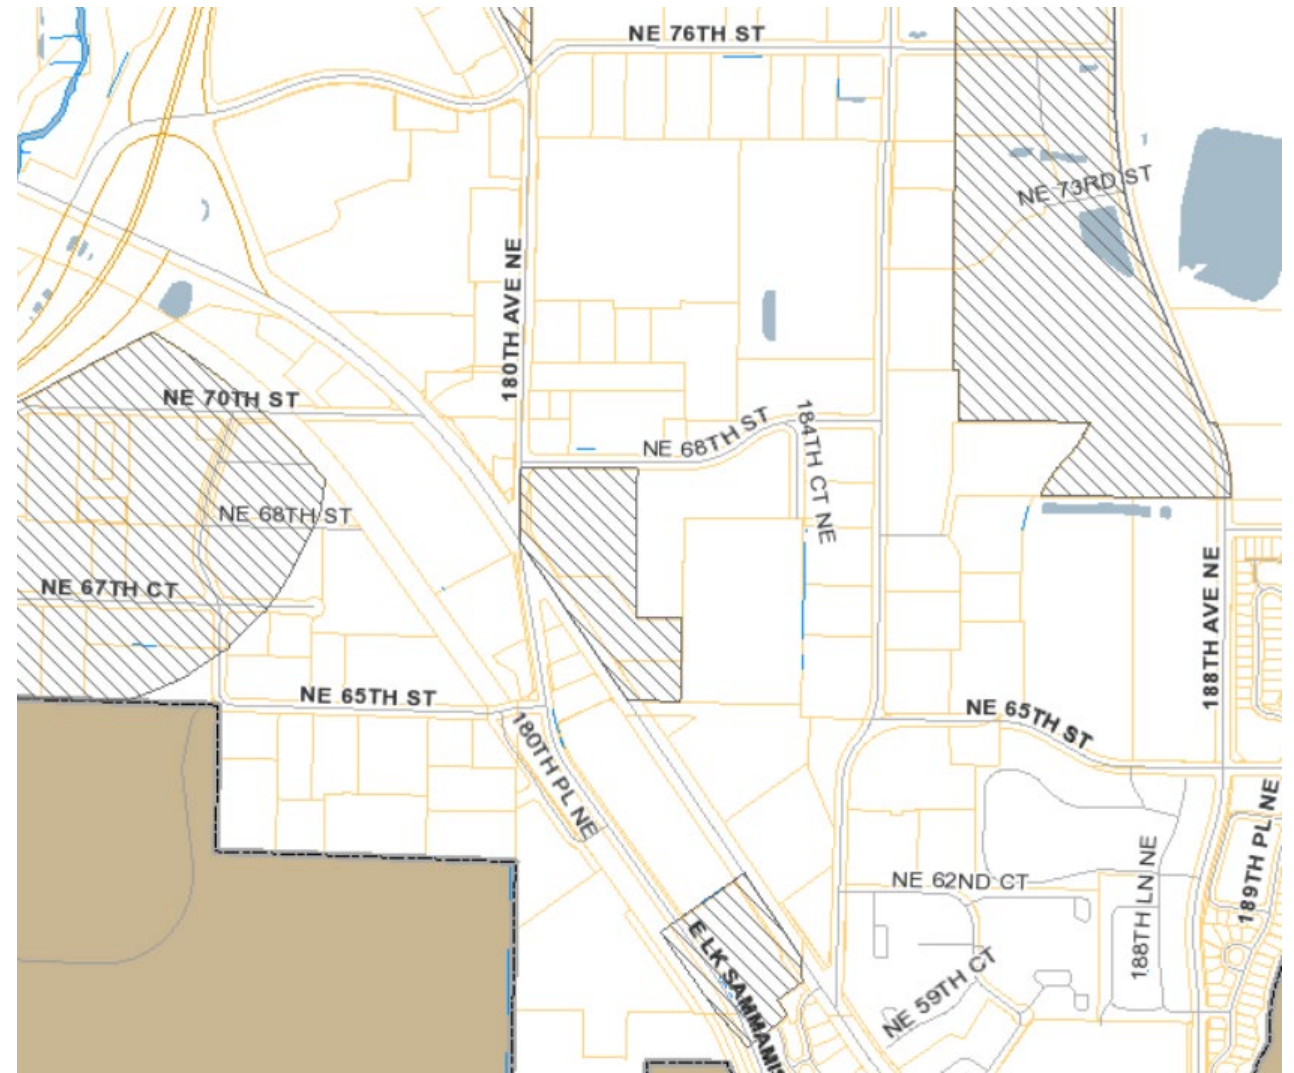 NE 76TH ST
NE 73RD ST
180TH AVE NE
NE 70TH ST
NE 68TH ST
184TH CT NE
NE 68TH ST
NE 67TH CT
188TH AVE NE
NE 65TH ST
NE 65TH ST
180TH PL NE
189TH PL NE
NE 62ND CT
188TH LN NE
E LK SAMMAMIS
NE 59TH CT